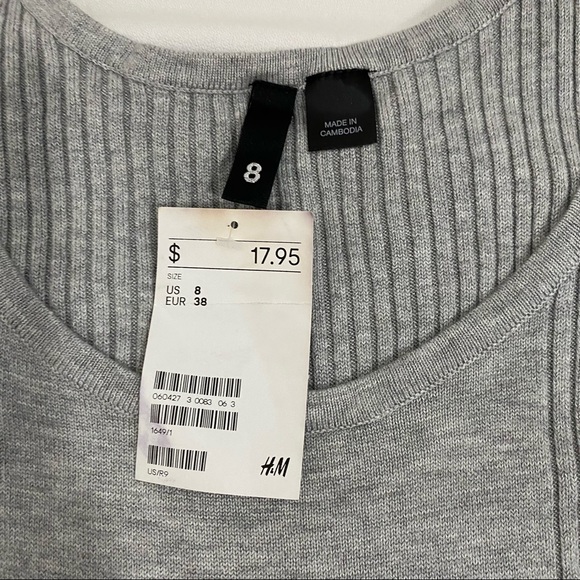 MADE IN
CAMBODIA
8
$ 17.95
SIZE
US 8
EUR 38
060427 3 0083 06 3
1649/1
US/R9
H&M